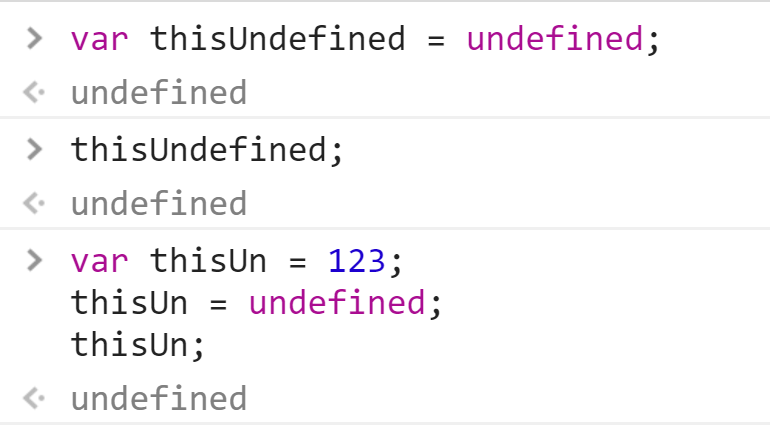 > var thisUndefined = undefined;
<· undefined
> thisUndefined;
<· undefined
> var thisUn = 123;
thisUn = undefined;
thisUn;
<· undefined